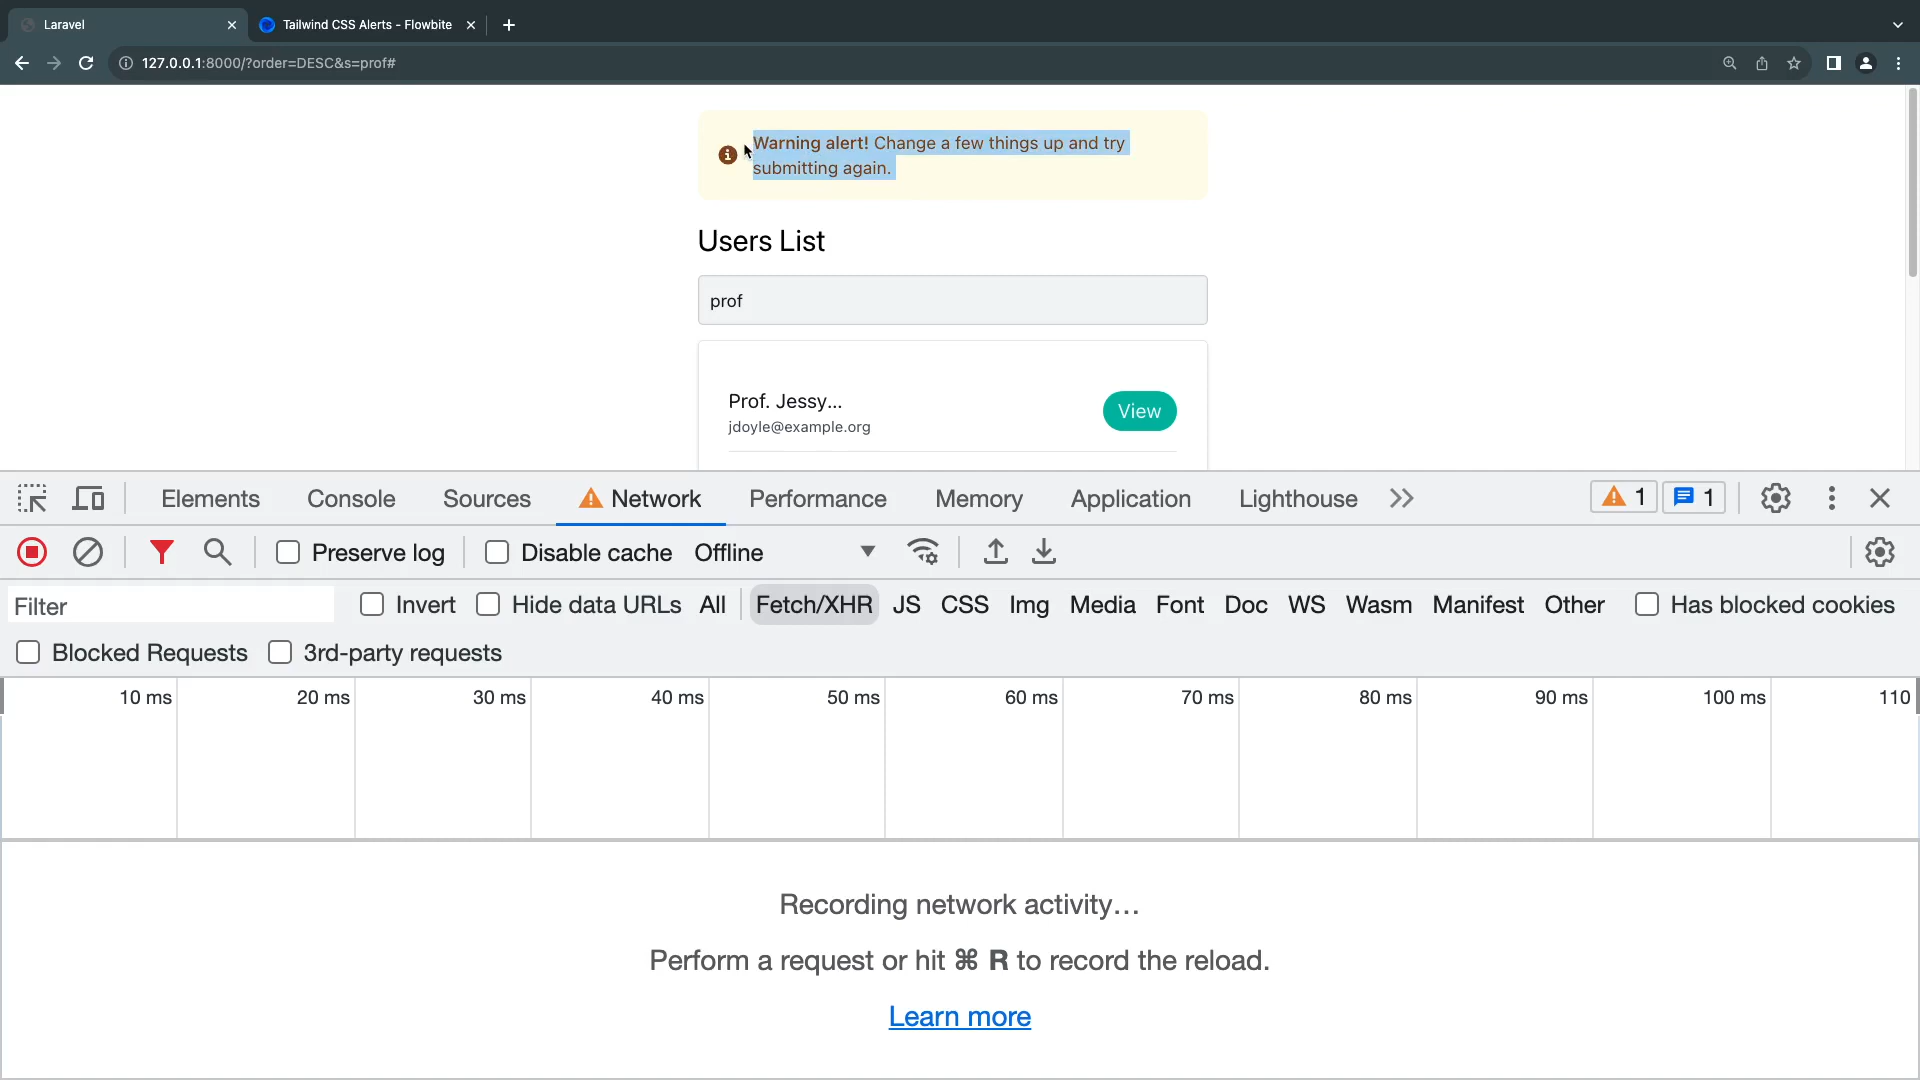 Laravel
Tailwind CSS Alerts - Flowbite
127.0.0.1:8000/?order=DESC&s=prof#
Warning alert! Change a few things up and try
submitting again.
Users List
prof
Prof. Jessy...
View
jdoyle@example.org
Elements Console Sources Network Performance Memory Application Lighthouse 1 1
Preserve log Disable cache Offline
Filter Invert Hide data URLs All Fetch/XHR JS CSS Img Media Font Doc WS Wasm Manifest Other Has blocked cookies
Blocked Requests 3rd-party requests
10 ms 20 ms 30 ms 40 ms 50 ms 60 ms 70 ms 80 ms 90 ms 100 ms 110
Recording network activity…
Perform a request or hit ⌘ R to record the reload.
Learn more